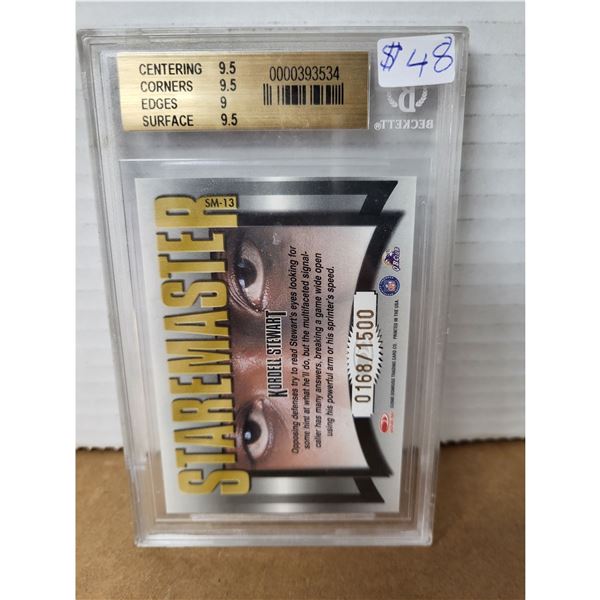 CENTERING 9.5
CORNERS 9.5
EDGES 9
SURFACE 9.5
0000393534
$48
BECKETT®
STAREMASTER
SM-13
KORDELL STEWART
Opposing defenses try to read Stewart's eyes looking for
some hint at what he'll do, but the multifaceted signal-
caller has many answers, breaking a game wide open
using his powerful arm or his sprinter's speed.
0168/1500
PRINTED IN THE USA.